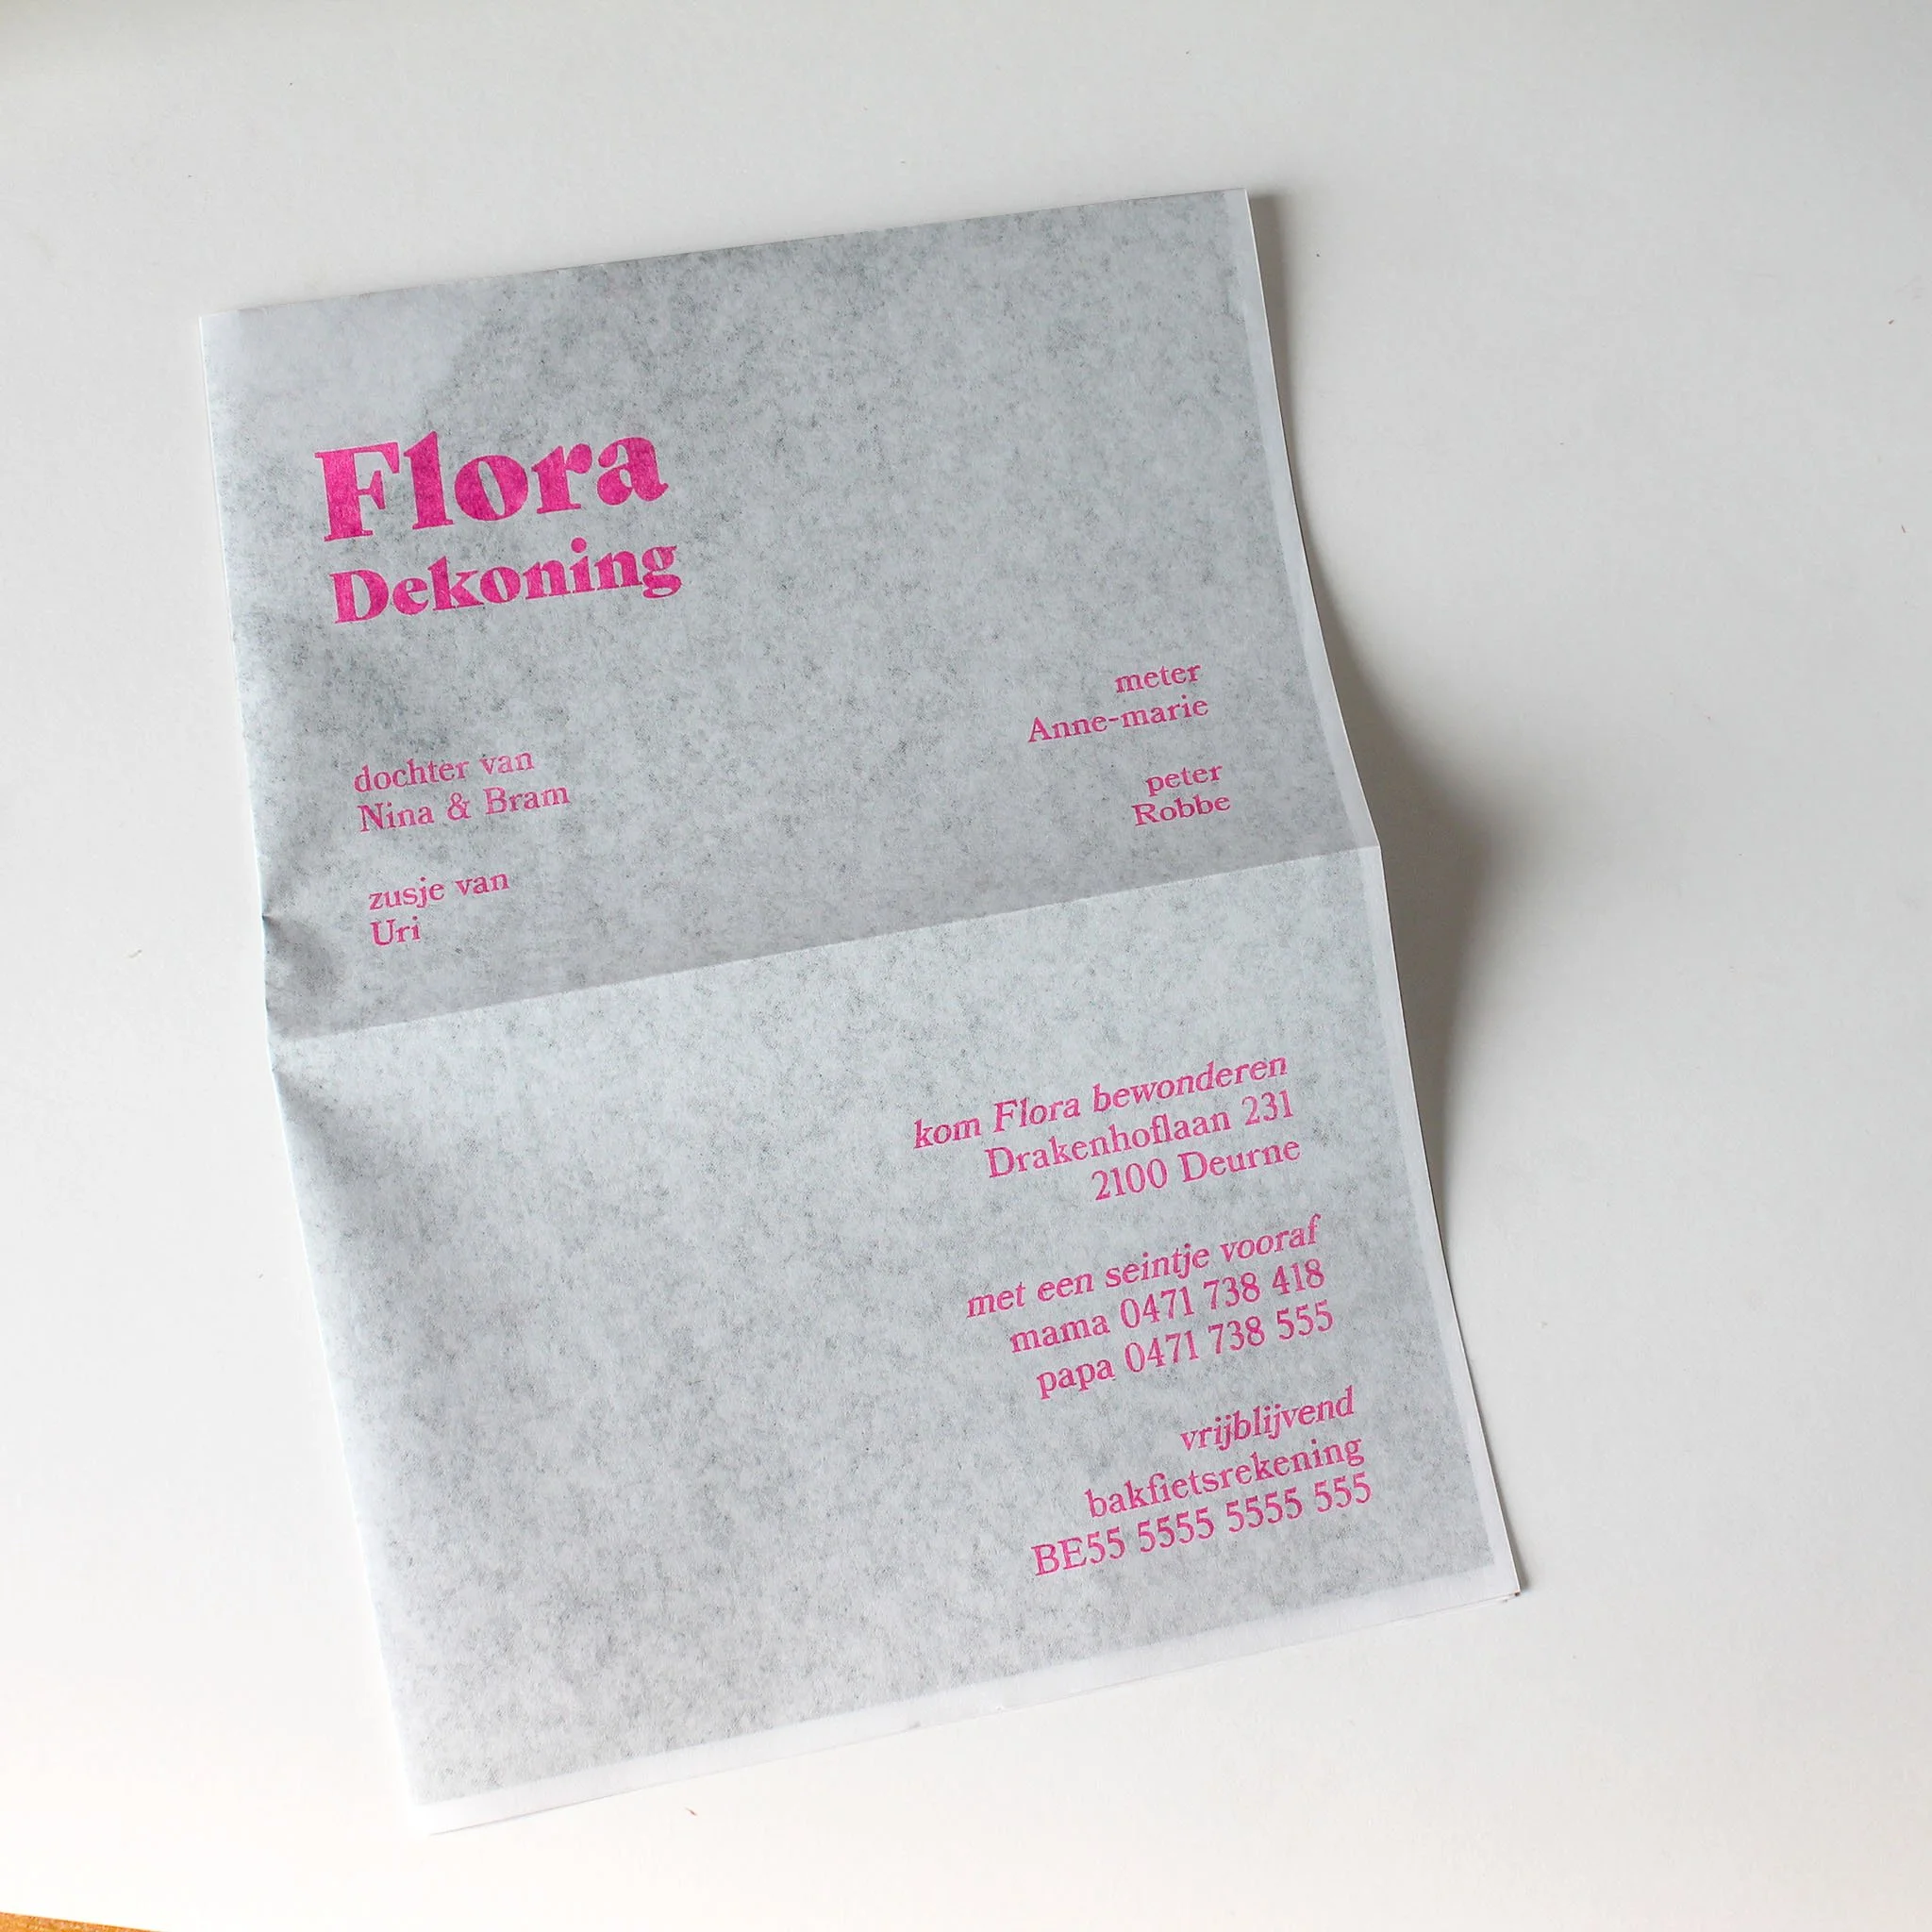 Flora
Dekoning
dochter van
Nina & Bram
zusje van
Uri
meter
Anne-marie
peter
Robbe
kom Flora bewonderen
Drakenhoflaan 231
2100 Deurne
met een seintje vooraf
mama 0471 738 418
papa 0471 738 555
vrijblijvend
bakfietsrekening
BE55 5555 5555 555